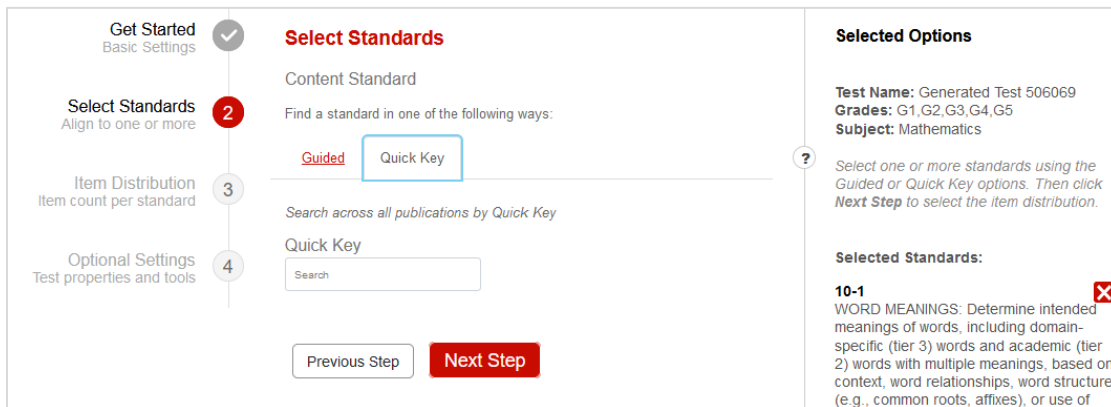 Get Started
Basic Settings
Select Standards
Align to one or more
2
Item Distribution
Item count per standard
3
Optional Settings
Test properties and tools
4
Select Standards
Content Standard
Find a standard in one of the following ways:
Guided
Quick Key
Search across all publications by Quick Key
Quick Key
Search
Previous Step
Next Step
?
Selected Options
Test Name: Generated Test 506069
Grades: G1,G2,G3,G4,G5
Subject: Mathematics
Select one or more standards using the
Guided or Quick Key options. Then click
Next Step to select the item distribution.
Selected Standards:
10-1
WORD MEANINGS: Determine intended
meanings of words, including domain-
specific (tier 3) words and academic (tier
2) words with multiple meanings, based on
context, word relationships, word structure
(e.g., common roots, affixes), or use of